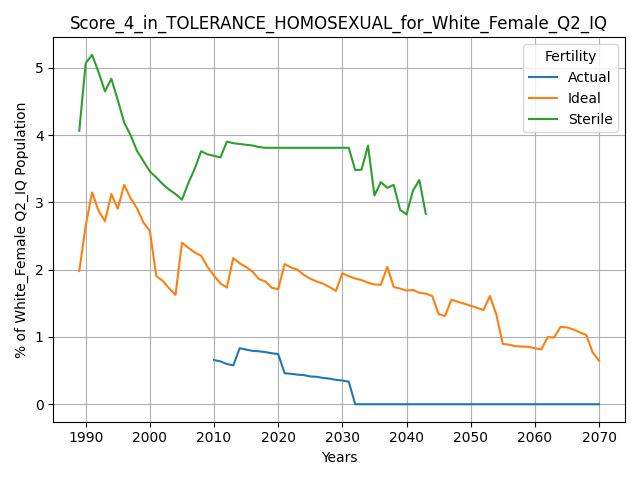 Score_4_in_TOLERANCE_HOMOSEXUAL_for_White_Female_Q2_IQ
Fertility
Actual
Ideal
Sterile
% of White_Female Q2_IQ Population
5
4
3
2
1
0
1990 2000 2010 2020 2030 2040 2050 2060 2070
Years